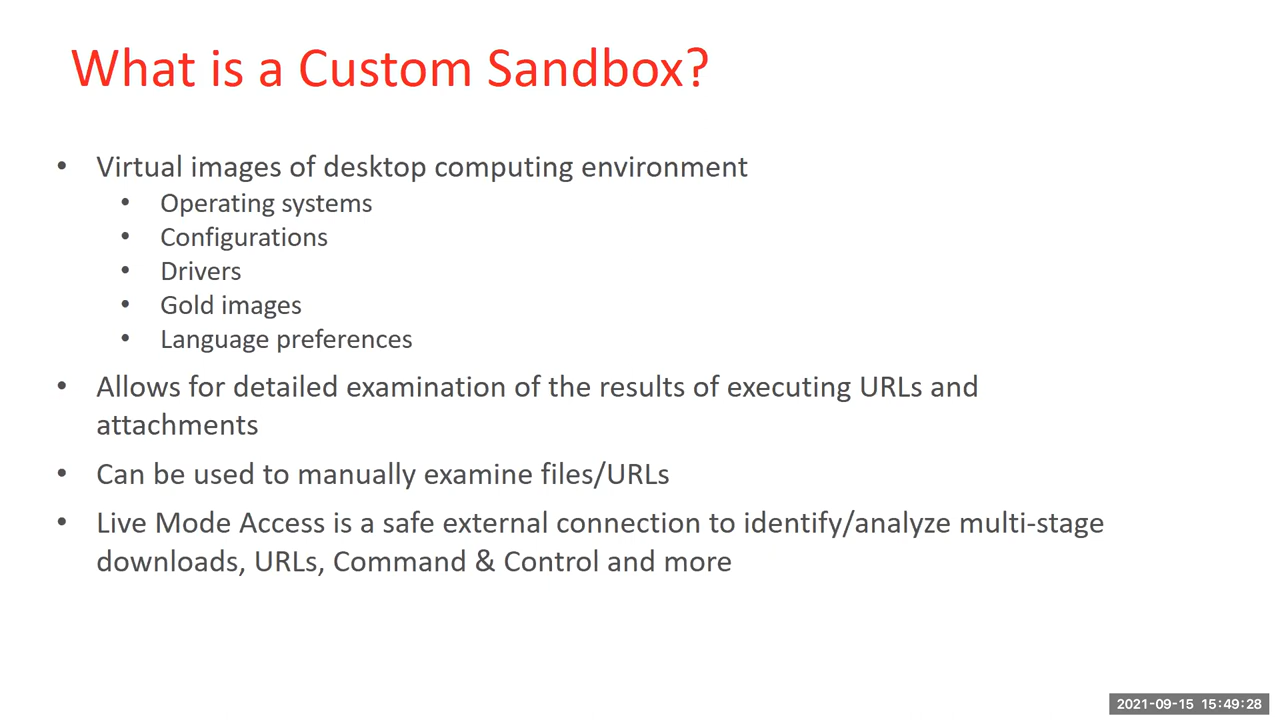 What is a Custom Sandbox?
• Virtual images of desktop computing environment
• Operating systems
• Configurations
• Drivers
• Gold images
• Language preferences
• Allows for detailed examination of the results of executing URLs and
attachments
• Can be used to manually examine files/URLs
• Live Mode Access is a safe external connection to identify/analyze multi-stage
downloads, URLs, Command & Control and more
2021-09-15 15:49:28